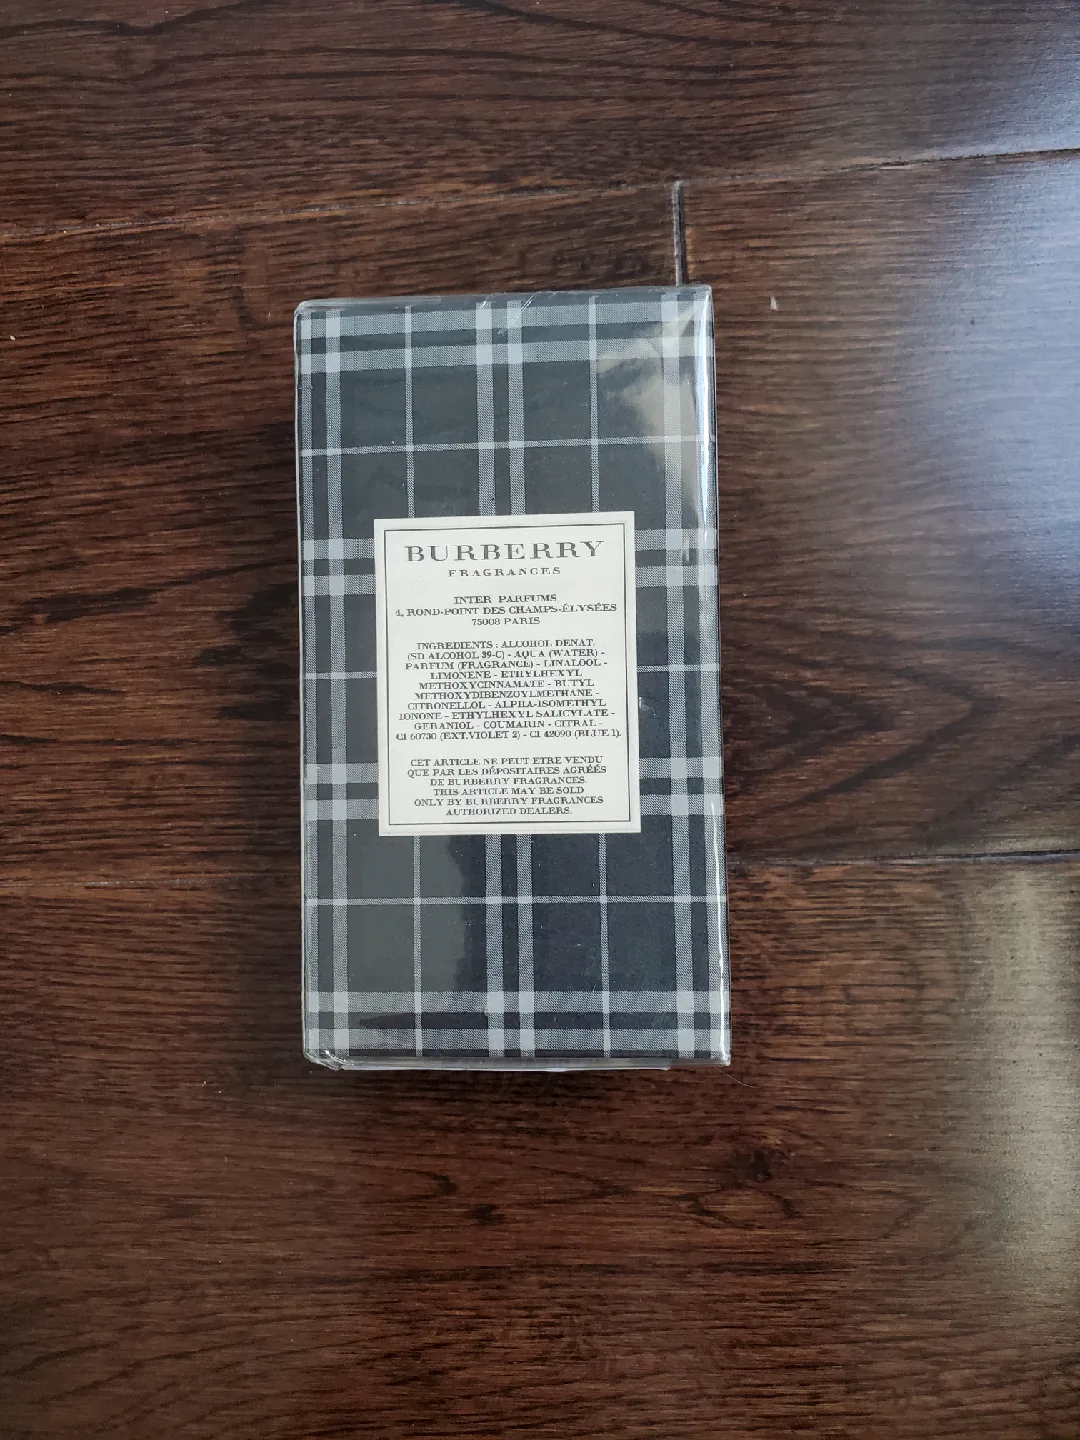 BURBERRY
FRAGRANCES
INTER PARFUMS
4, ROND-POINT DES CHAMPS-ÉLYSÉES
75008 PARIS
INGREDIENTS : ALCOHOL DENAT.
(SD ALCOHOL 39-C) - AQUA (WATER) -
PARFUM (FRAGRANCE) - LINALOOL -
LIMONENE - ETHYLHEXYL
METHOXYCINNAMATE - BUTYL
METHOXYDIBENZOYLMETHANE -
CITRONELLOL - ALPHA-ISOMETHYL
IONONE - ETHYLHEXYL SALICYLATE -
GERANIOL - COUMARIN - CITRAL -
CI 60730 (EXT.VIOLET 2) - CI 42090 (BLUE 1).
CET ARTICLE NE PEUT ETRE VENDU
QUE PAR LES DÉPOSITAIRES AGRÉÉS
DE BURBERRY FRAGRANCES.
THIS ARTICLE MAY BE SOLD
ONLY BY BURBERRY FRAGRANCES
AUTHORIZED DEALERS.